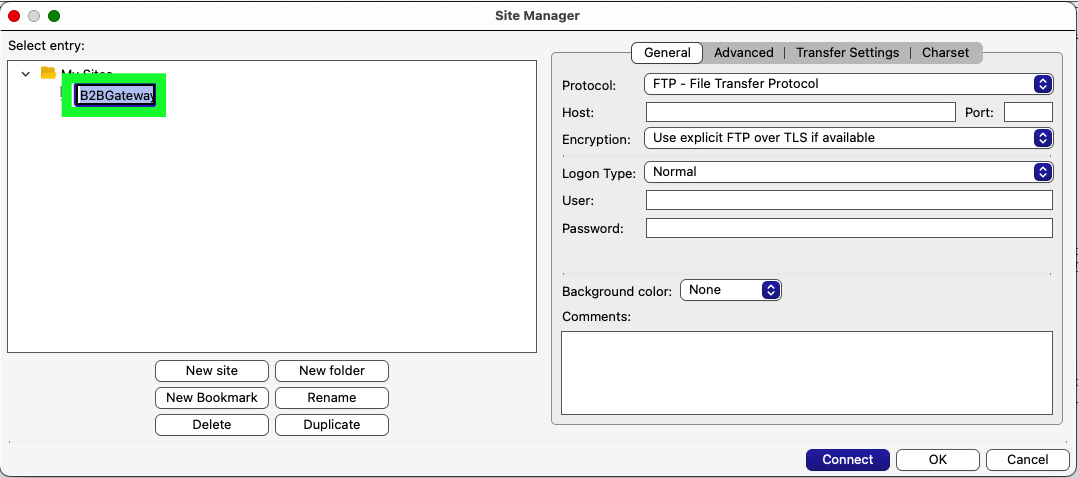 Site Manager
Select entry:
My Sites
B2BGateway
New site
New folder
New Bookmark
Rename
Delete
Duplicate
General
Advanced
Transfer Settings
Charset
Protocol:
FTP - File Transfer Protocol
Host:
Port:
Encryption:
Use explicit FTP over TLS if available
Logon Type:
Normal
User:
Password:
Background color:
None
Comments:
Connect
OK
Cancel